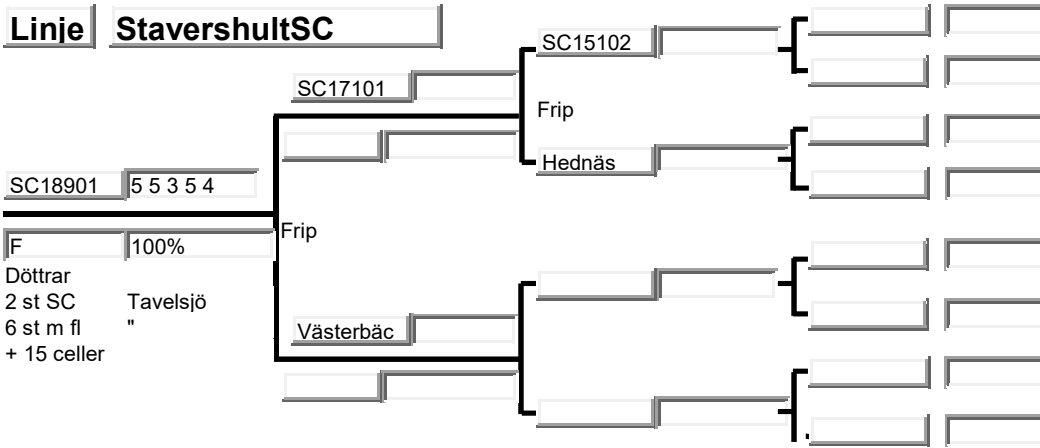 Linje StavershultSC
SC15102
SC17101
Frip
Hednäs
SC18901 5 5 3 5 4
Frip
F 100%
Döttrar
2 st SC Tavelsjö
6 st m fl "
Västerbäc
+ 15 celler